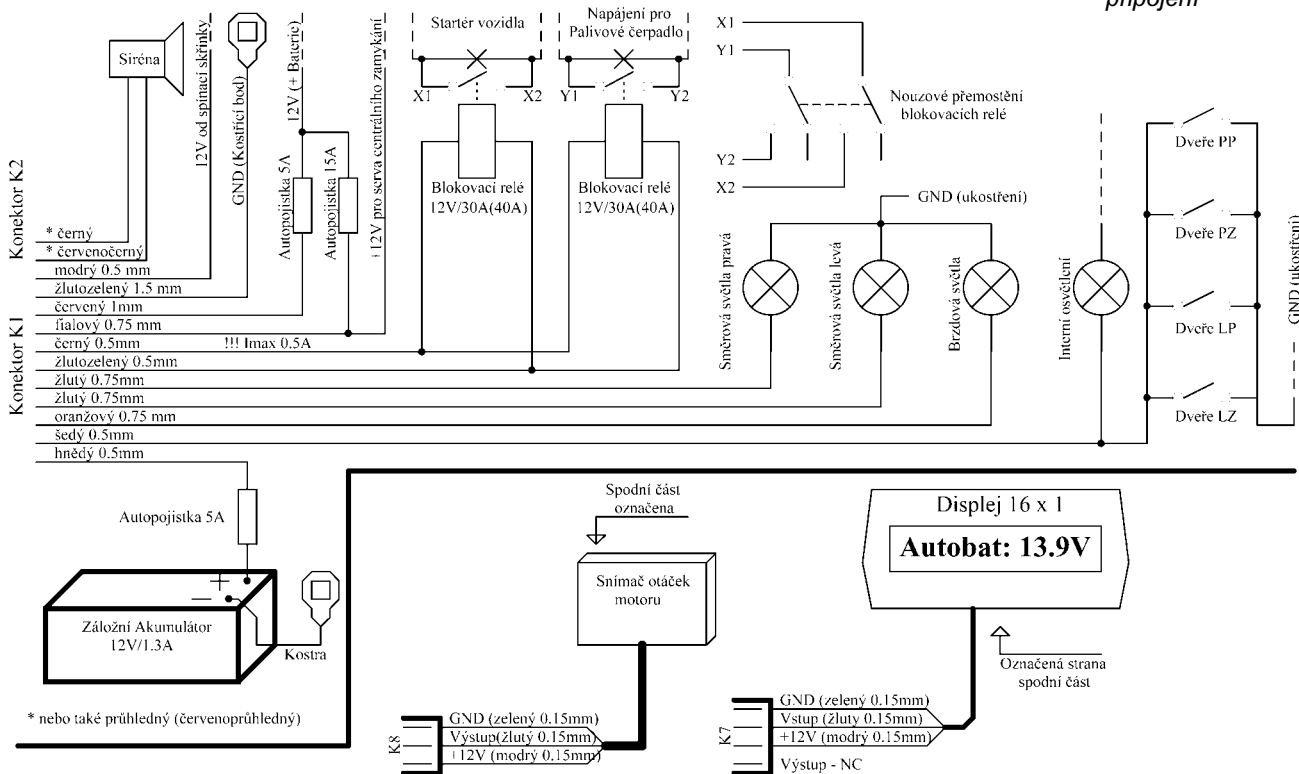 připojení
Siréna
12V od spínací skříňky
GND (Kostřící bod)
12V (+ Baterie)
Autopojistka 5A
Autopojistka 15A
+12V pro serva centrálního zamykání
Startér vozidla
X1
X2
Blokovací relé
12V/30A(40A)
Napájení pro
Palivové čerpadlo
Y1
Y2
Blokovací relé
12V/30A(40A)
X1
Y1
Y2
X2
Nouzové přemostění
blokovacích relé
GND (ukostření)
Směrová světla pravá
Směrová světla levá
Brzdová světla
Interní osvětlení
Dveře PP
Dveře PZ
Dveře LP
Dveře LZ
GND (ukostření)
Konektor K2
* černý
* červenočerný
Konektor K1
modrý 0.5 mm
žlutozelený 1.5 mm
červený 1mm
fialový 0.75 mm
černý 0.5mm
!!! Imax 0.5A
žlutozelený 0.5mm
žlutý 0.75mm
žlutý 0.75mm
oranžový 0.75 mm
šedý 0.5mm
hnědý 0.5mm
Autopojistka 5A
+
−
Záložní Akumulátor
12V/1.3A
Kostra
* nebo také průhledný (červenoprůhledný)
Spodní část
označena
Snímač otáček
motoru
K8
GND (zelený 0.15mm)
Výstup(žlutý 0.15mm)
+12V (modrý 0.15mm)
Displej 16 x 1
Autobat: 13.9V
Označená strana
spodní část
K7
GND (zelený 0.15mm)
Vstup (žluty 0.15mm)
+12V (modrý 0.15mm)
Výstup - NC